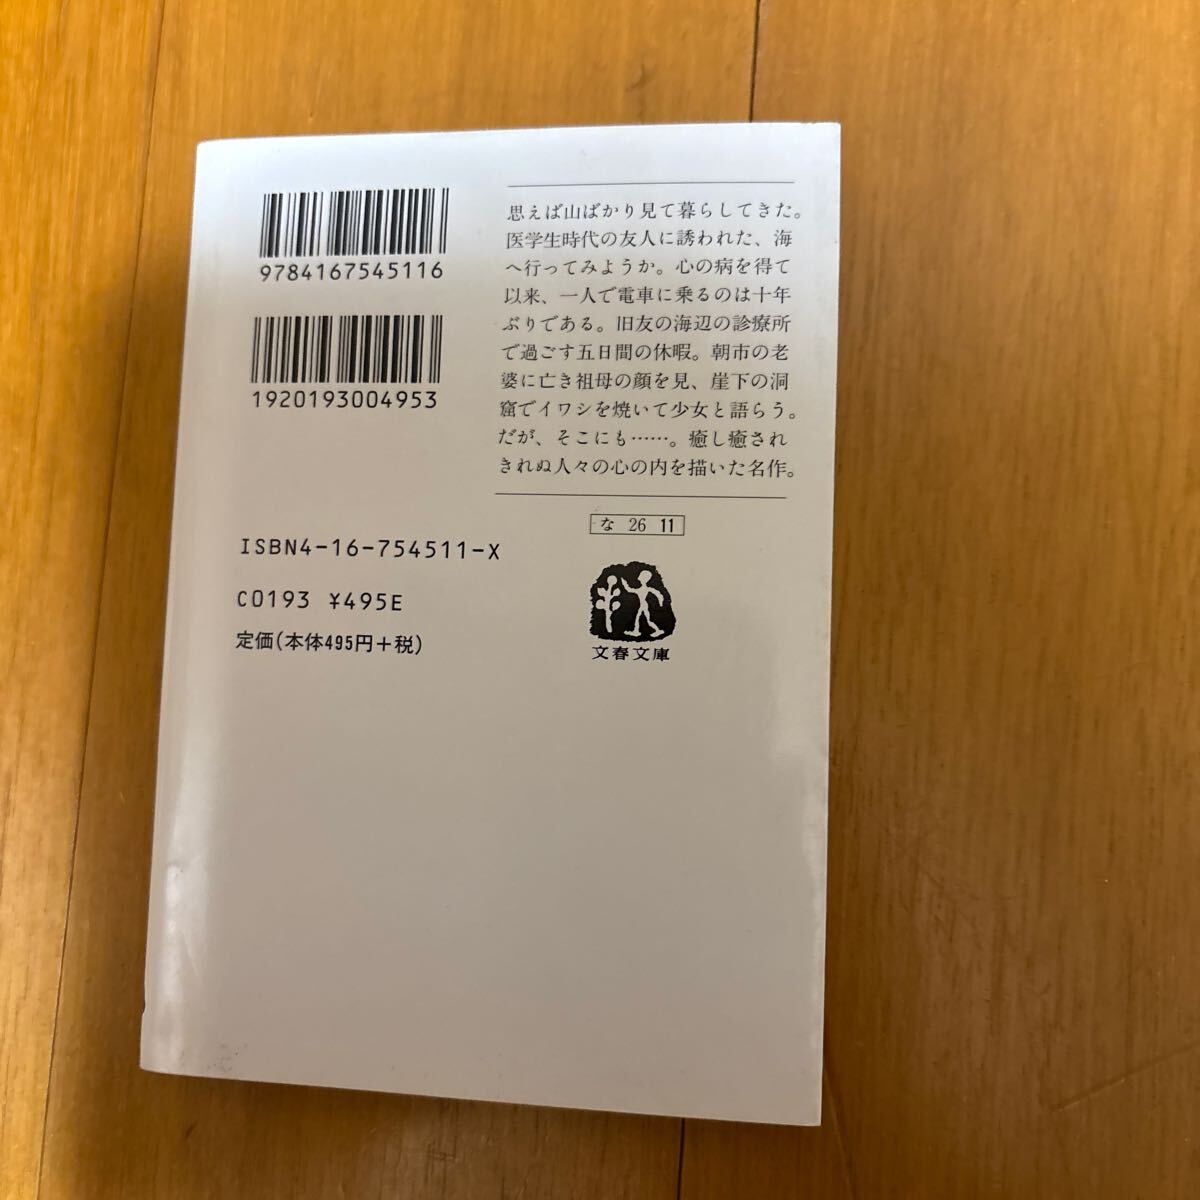 9784167545116
1920193004953
ISBN4-16-754511-X
C0193 ¥495E
定価(本体495円+税)
思えば山ばかり見て暮らしてきた。
医学生時代の友人に誘われた、海
へ行ってみようか。心の病を得て
以来、一人で電車に乗るのは十年
ぶりである。旧友の海辺の診療所
で過ごす五日間の休暇。朝市の老
婆に亡き祖母の顔を見、崖下の洞
窟でイワシを焼いて少女と語らう。
だが、そこにも……。癒し癒され
きれぬ人々の心の内を描いた名作。
な 26 11
文春文庫